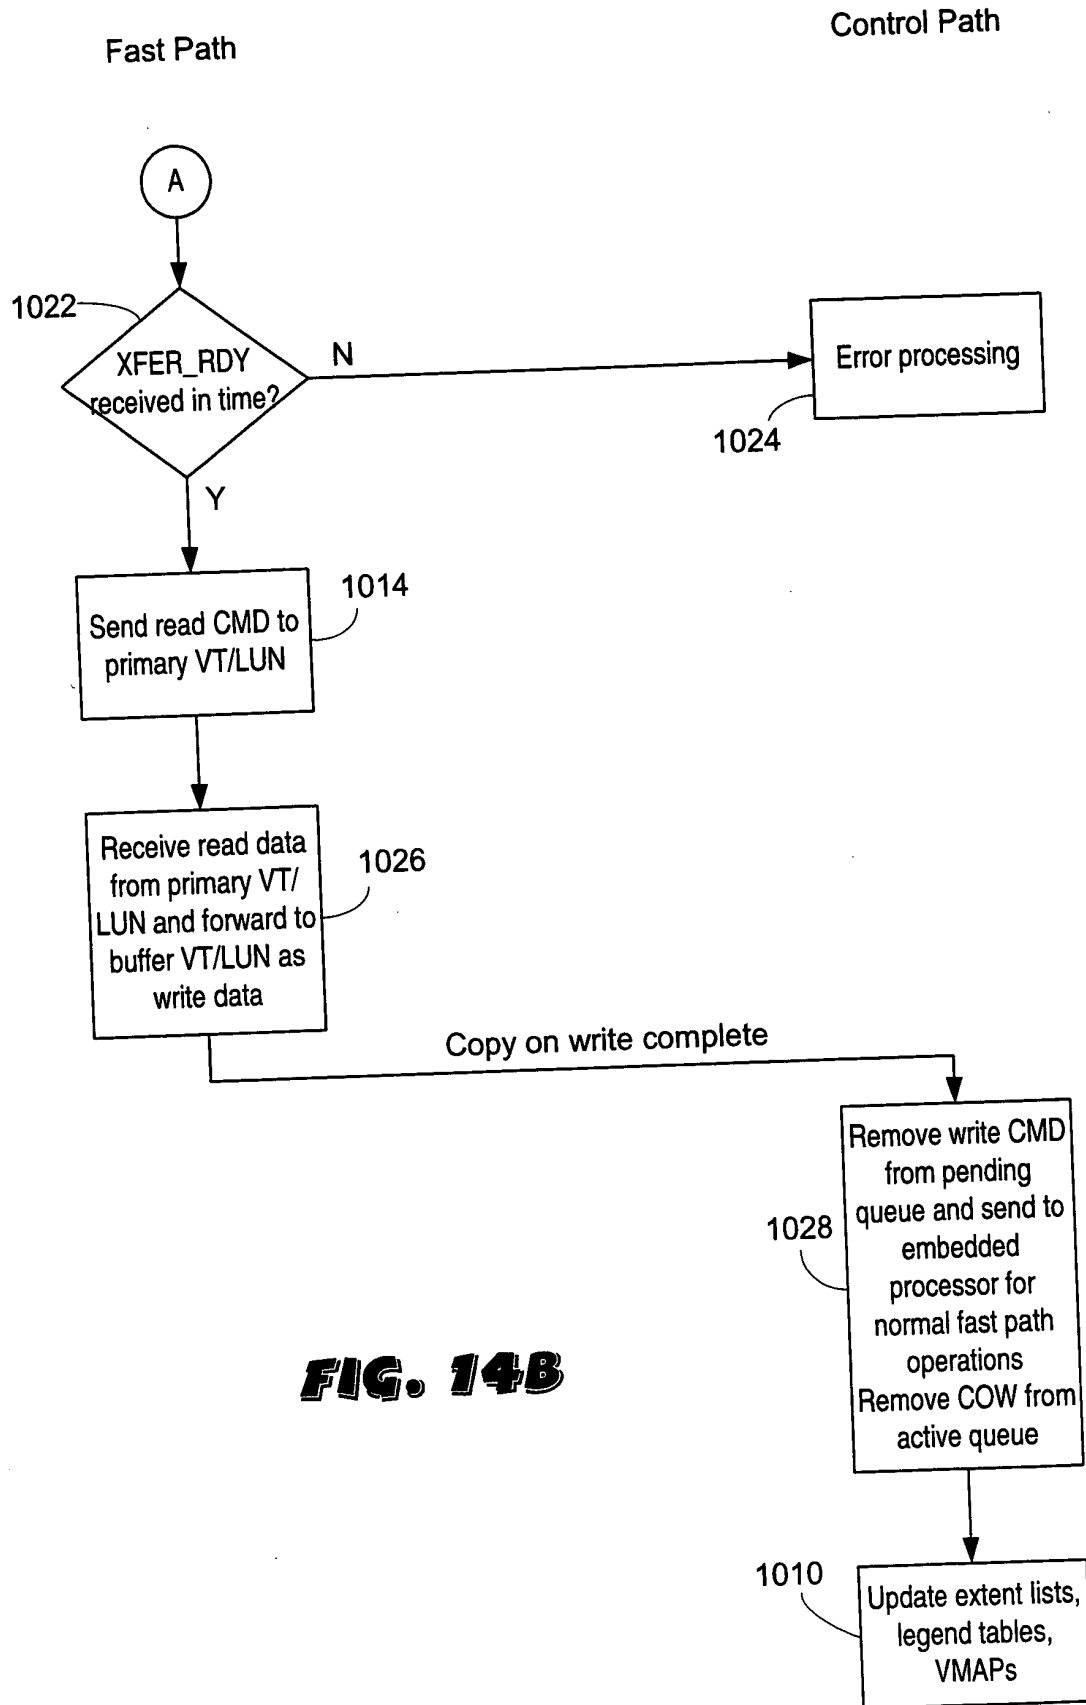 Fast Path
Control Path
A
1022
XFER_RDY
received in time?
N
Error processing
1024
Y
Send read CMD to
primary VT/LUN
1014
Receive read data
from primary VT/
LUN and forward to
buffer VT/LUN as
write data
1026
Copy on write complete
Remove write CMD
from pending
queue and send to
embedded
processor for
normal fast path
operations
Remove COW from
active queue
1028
FIG. 14B
1010
Update extent lists,
legend tables,
VMAPs